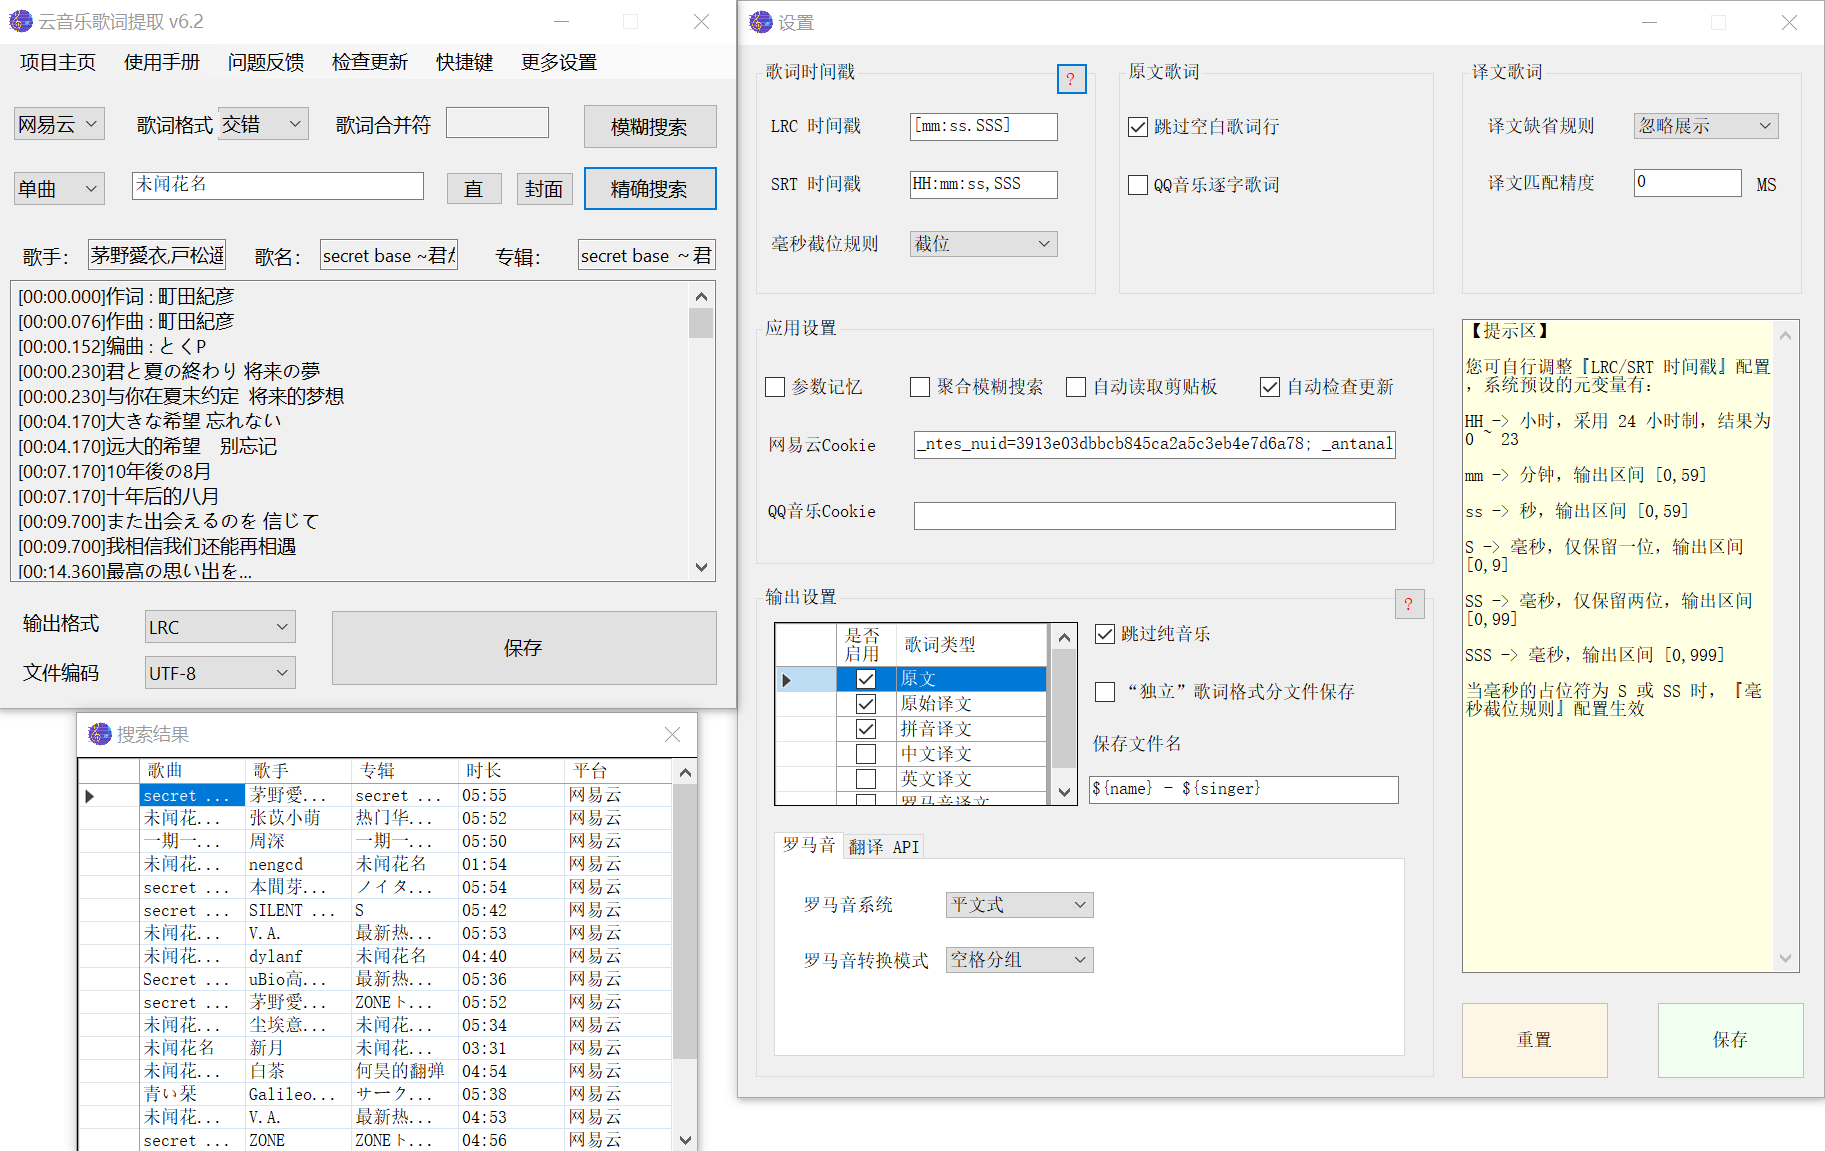 云音乐歌词提取 v6.2
项目主页 使用手册 问题反馈 检查更新 快捷键 更多设置
网易云 歌词格式 交错 歌词合并符 模糊搜索
单曲 未闻花名 直 封面 精确搜索
歌手： 茅野愛衣,戸松遥 歌名： secret base ~君が 专辑： secret base ～君
[00:00.000]作词 : 町田紀彦
[00:00.076]作曲 : 町田紀彦
[00:00.152]编曲 : とくP
[00:00.230]君と夏の終わり 将来の夢
[00:00.230]与你在夏末约定  将来的梦想
[00:04.170]大きな希望 忘れない
[00:04.170]远大的希望　别忘记
[00:07.170]10年後の8月
[00:07.170]十年后的八月
[00:09.700]また出会えるのを 信じて
[00:09.700]我相信我们还能再相遇
[00:14.360]最高の思い出を...
输出格式 LRC 保存
文件编码 UTF-8
搜索结果
歌曲 歌手 专辑 时长 平台
secret ... 茅野愛... secret ... 05:55 网易云
未闻花... 张苡小萌 热门华... 05:52 网易云
一期一... 周深 一期一... 05:50 网易云
未闻花... nengcd 未闻花名 01:54 网易云
secret ... 本間芽... ノイタ... 05:54 网易云
secret ... SILENT ... S 05:42 网易云
未闻花... V.A. 最新热... 05:53 网易云
未闻花... dylanf 未闻花名 04:40 网易云
Secret ... uBio高... 最新热... 05:36 网易云
secret ... 茅野愛... ZONEト... 05:52 网易云
未闻花... 尘埃意... 未闻花... 05:34 网易云
未闻花名 新月 未闻花... 03:31 网易云
未闻花... 白茶 何昊的翻弹 04:54 网易云
青い栞 Galileo... サーク... 05:38 网易云
未闻花... V.A. 最新热... 04:53 网易云
secret ... ZONE ZONEト... 04:56 网易云
设置
歌词时间戳 ?
LRC 时间戳 [mm:ss.SSS]
SRT 时间戳 HH:mm:ss,SSS
毫秒截位规则 截位
原文歌词
跳过空白歌词行
QQ音乐逐字歌词
译文歌词
译文缺省规则 忽略展示
译文匹配精度 0 MS
应用设置
参数记忆 聚合模糊搜索 自动读取剪贴板 自动检查更新
网易云Cookie _ntes_nuid=3913e03dbbcb845ca2a5c3eb4e7d6a78; _antanal
QQ音乐Cookie
输出设置 ?
是否启用 歌词类型
原文
原始译文
拼音译文
中文译文
英文译文
罗马音译文
跳过纯音乐
“独立”歌词格式分文件保存
保存文件名
${name} - ${singer}
罗马音 翻译 API
罗马音系统 平文式
罗马音转换模式 空格分组
【提示区】
您可自行调整『LRC/SRT 时间戳』配置
，系统预设的元变量有：
HH -> 小时，采用 24 小时制，结果为
0 ~ 23
mm -> 分钟，输出区间 [0,59]
ss -> 秒，输出区间 [0,59]
S -> 毫秒，仅保留一位，输出区间
[0,9]
SS -> 毫秒，仅保留两位，输出区间
[0,99]
SSS -> 毫秒，输出区间 [0,999]
当毫秒的占位符为 S 或 SS 时，『毫
秒截位规则』配置生效
重置 保存